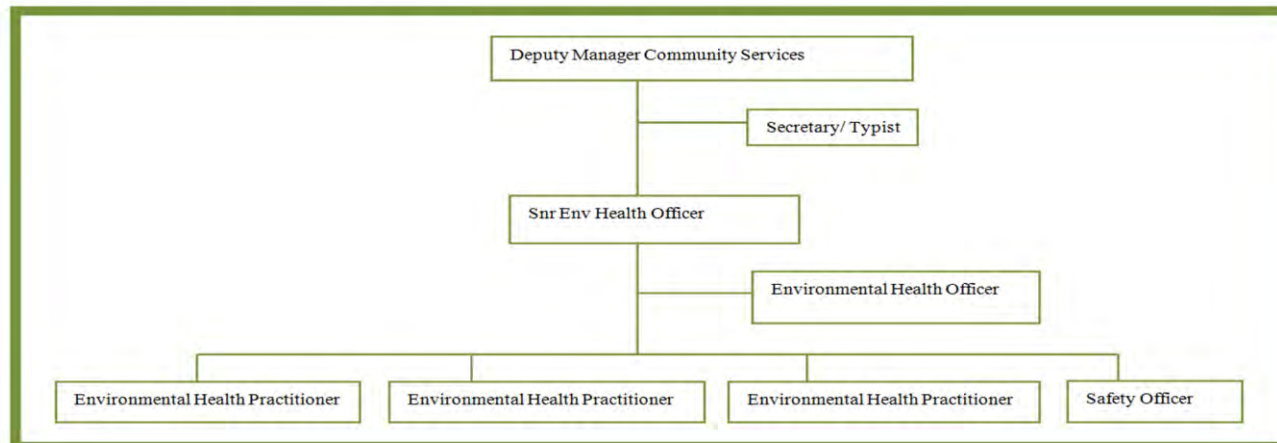 Deputy Manager Community Services
Secretary/ Typist
Snr Env Health Officer
Environmental Health Officer
Environmental Health Practitioner
Environmental Health Practitioner
Environmental Health Practitioner
Safety Officer